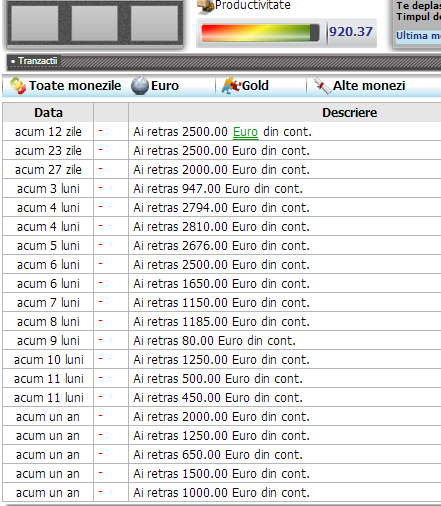 Productivitate
920.37
Te deplas
Timpul de
Ultima m
Tranzactii
Toate monezile Euro Gold Alte monezi
Data Descriere
acum 12 zile - Ai retras 2500.00 Euro din cont.
acum 23 zile - Ai retras 2500.00 Euro din cont.
acum 27 zile - Ai retras 2000.00 Euro din cont.
acum 3 luni - Ai retras 947.00 Euro din cont.
acum 4 luni - Ai retras 2794.00 Euro din cont.
acum 4 luni - Ai retras 2810.00 Euro din cont.
acum 5 luni - Ai retras 2676.00 Euro din cont.
acum 6 luni - Ai retras 2500.00 Euro din cont.
acum 6 luni - Ai retras 1650.00 Euro din cont.
acum 7 luni - Ai retras 1150.00 Euro din cont.
acum 8 luni - Ai retras 1185.00 Euro din cont.
acum 9 luni - Ai retras 80.00 Euro din cont.
acum 10 luni - Ai retras 1250.00 Euro din cont.
acum 11 luni - Ai retras 500.00 Euro din cont.
acum 11 luni - Ai retras 450.00 Euro din cont.
acum un an - Ai retras 2000.00 Euro din cont.
acum un an - Ai retras 1250.00 Euro din cont.
acum un an - Ai retras 650.00 Euro din cont.
acum un an - Ai retras 1500.00 Euro din cont.
acum un an - Ai retras 1000.00 Euro din cont.